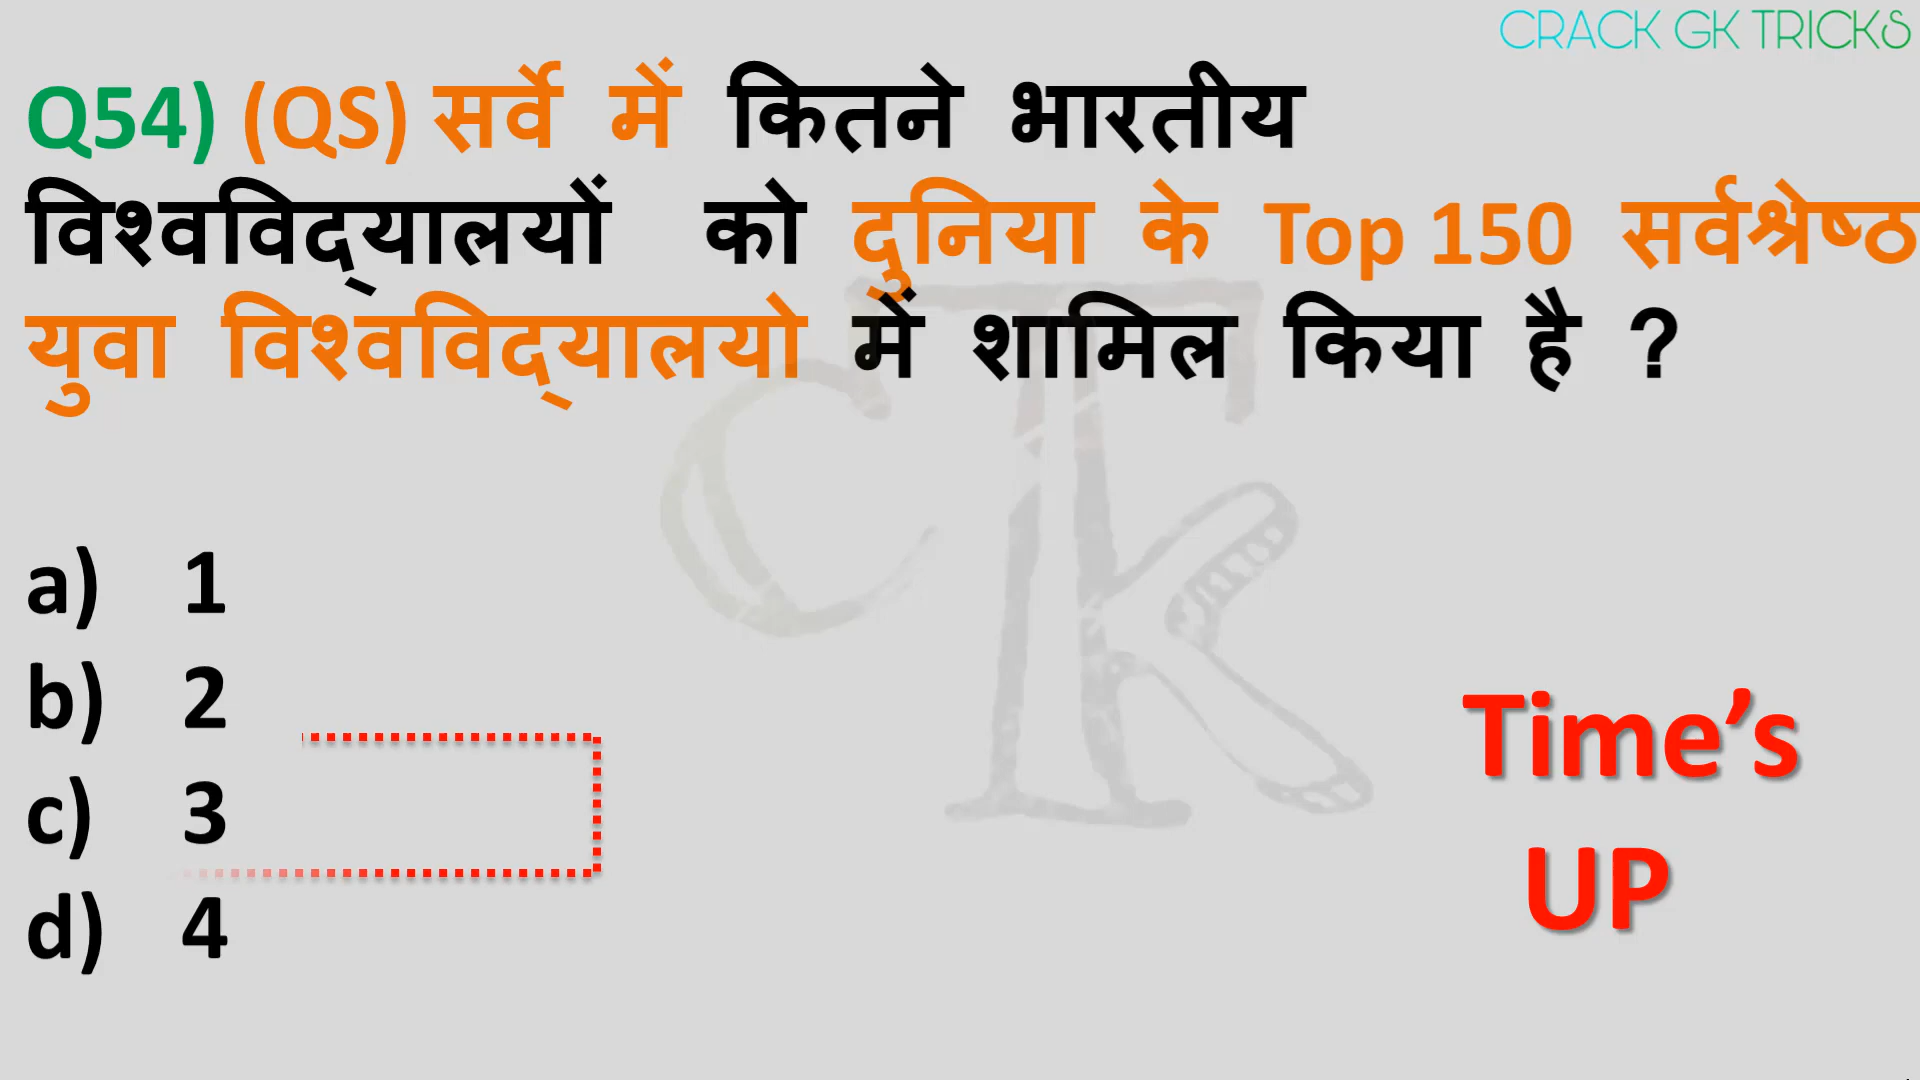 CRACK GK TRICKS
Q54) (QS) सर्वे में कितने भारतीय
विश्वविद्यालयों को दुनिया के Top 150 सर्वश्रेष्ठ
युवा विश्वविद्यालयो में शामिल किया है ?
a) 1
b) 2
c) 3
d) 4
Time’s
UP
CTK